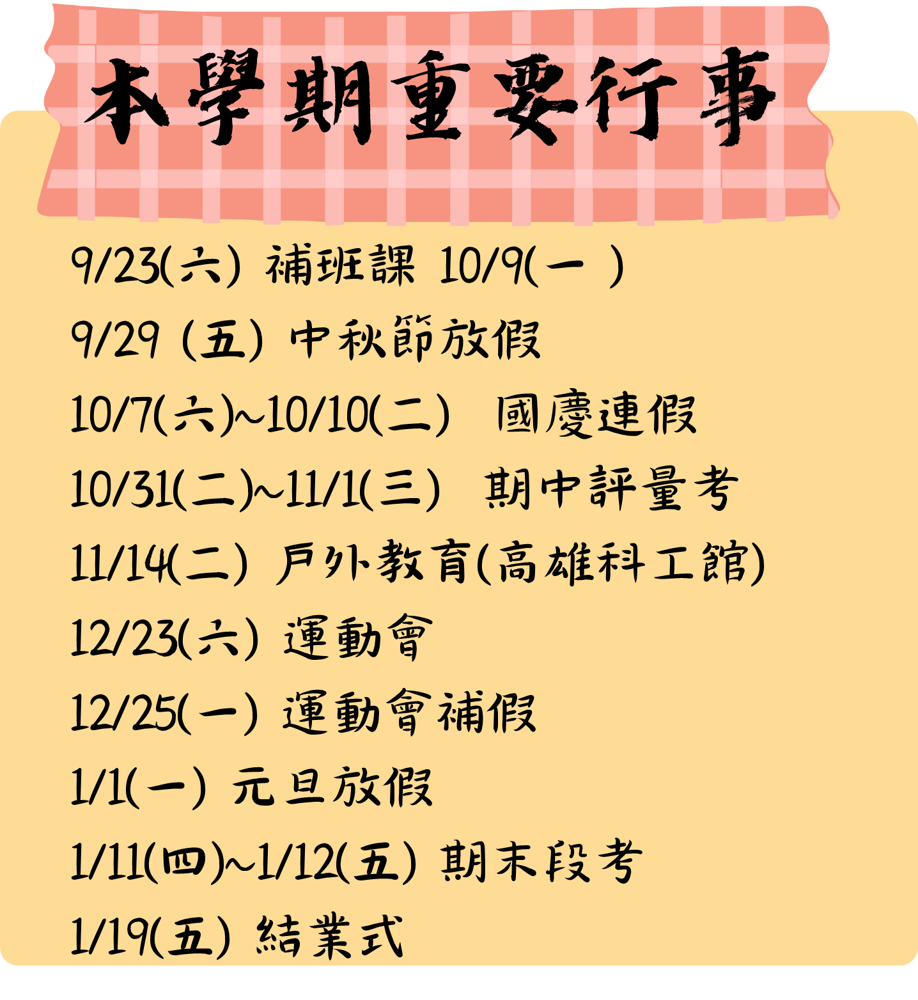 本學期重要行事
9/23(六) 補班課 10/9(一 )
9/29 (五) 中秋節放假
10/7(六)~10/10(二) 國慶連假
10/31(二)~11/1(三) 期中評量考
11/14(二) 戶外教育(高雄科工館)
12/23(六) 運動會
12/25(一) 運動會補假
1/1(一) 元旦放假
1/11(四)~1/12(五) 期末段考
1/19(五) 結業式